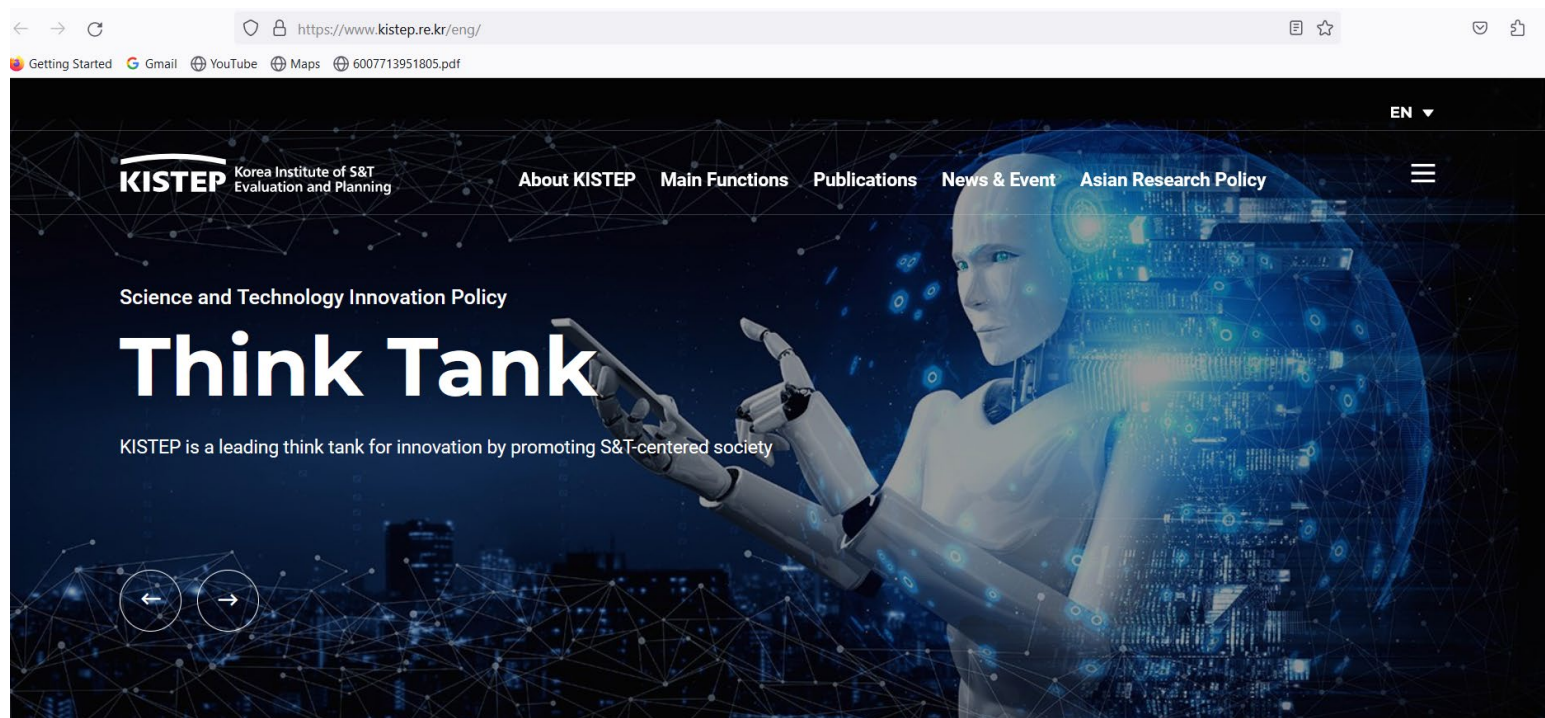 https://www.kistep.re.kr/eng/
Getting Started Gmail YouTube Maps 6007713951805.pdf
EN
KISTEP Korea Institute of S&T
Evaluation and Planning
About KISTEP Main Functions Publications News & Event Asian Research Policy
Science and Technology Innovation Policy
Think Tank
KISTEP is a leading think tank for innovation by promoting S&T-centered society